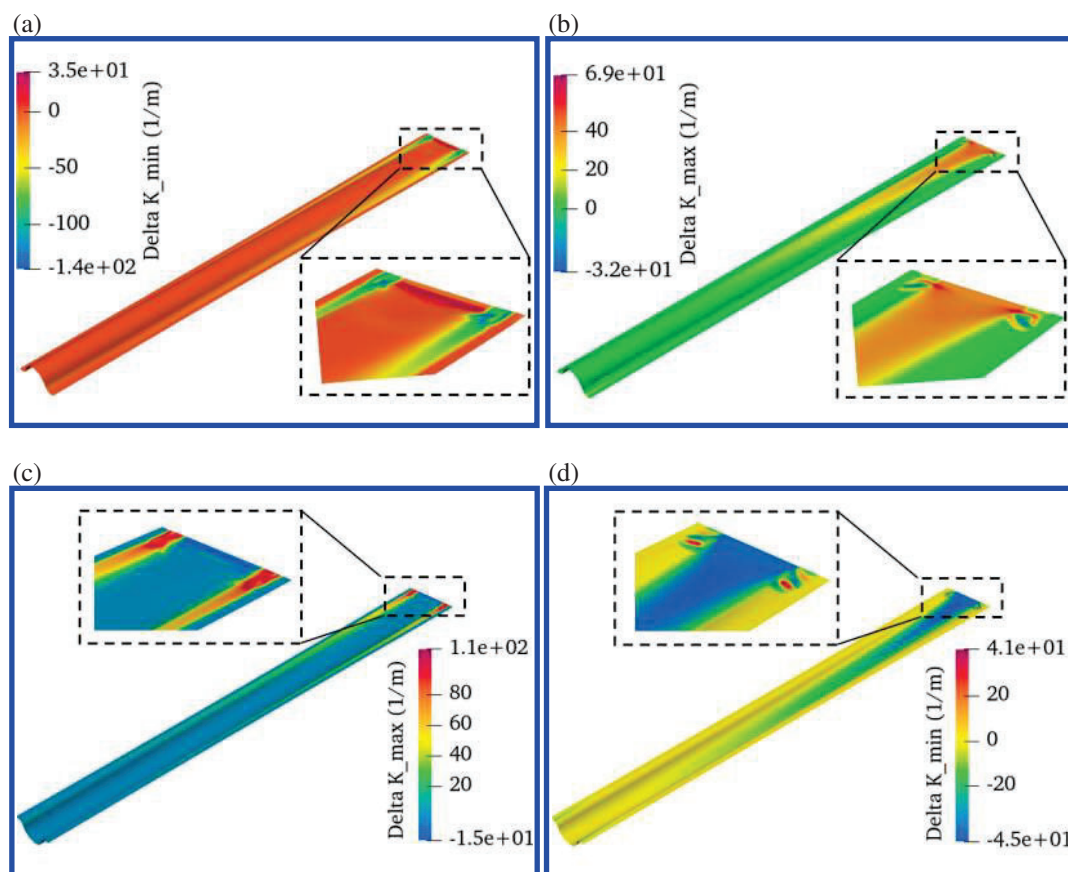 (a)
3.5e+01
0
-50
-100
-1.4e+02
Delta K_min (1/m)
(b)
6.9e+01
40
20
0
-3.2e+01
Delta K_max (1/m)
(c)
1.1e+02
80
60
40
20
-1.5e+01
Delta K_max (1/m)
(d)
4.1e+01
20
0
-20
-4.5e+01
Delta K_min (1/m)